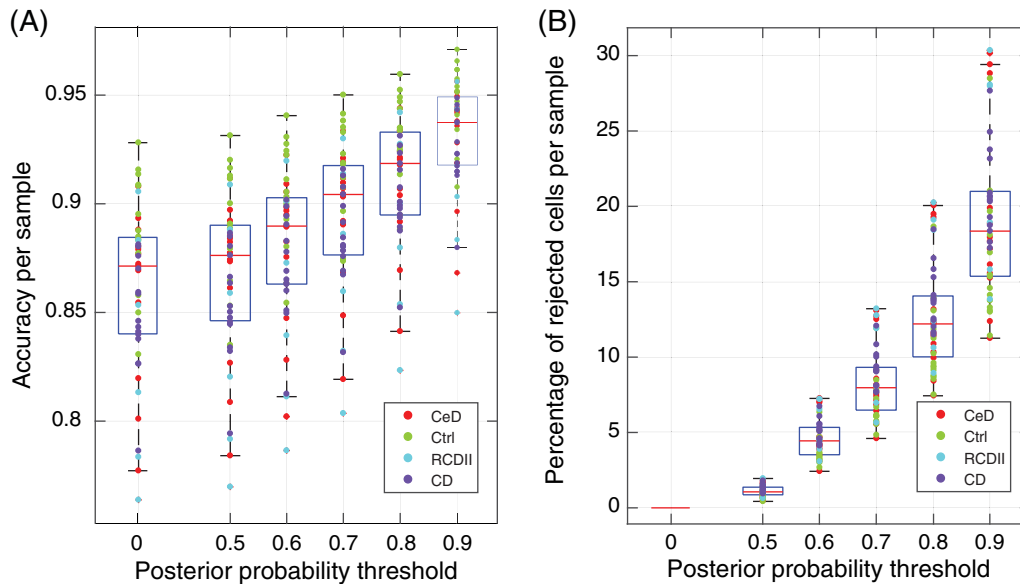 (A)
Accuracy per sample
0.95
0.9
0.85
0.8
0 0.5 0.6 0.7 0.8 0.9
Posterior probability threshold
CeD
Ctrl
RCDII
CD
(B)
Percentage of rejected cells per sample
30
25
20
15
10
5
0
0 0.5 0.6 0.7 0.8 0.9
Posterior probability threshold
CeD
Ctrl
RCDII
CD